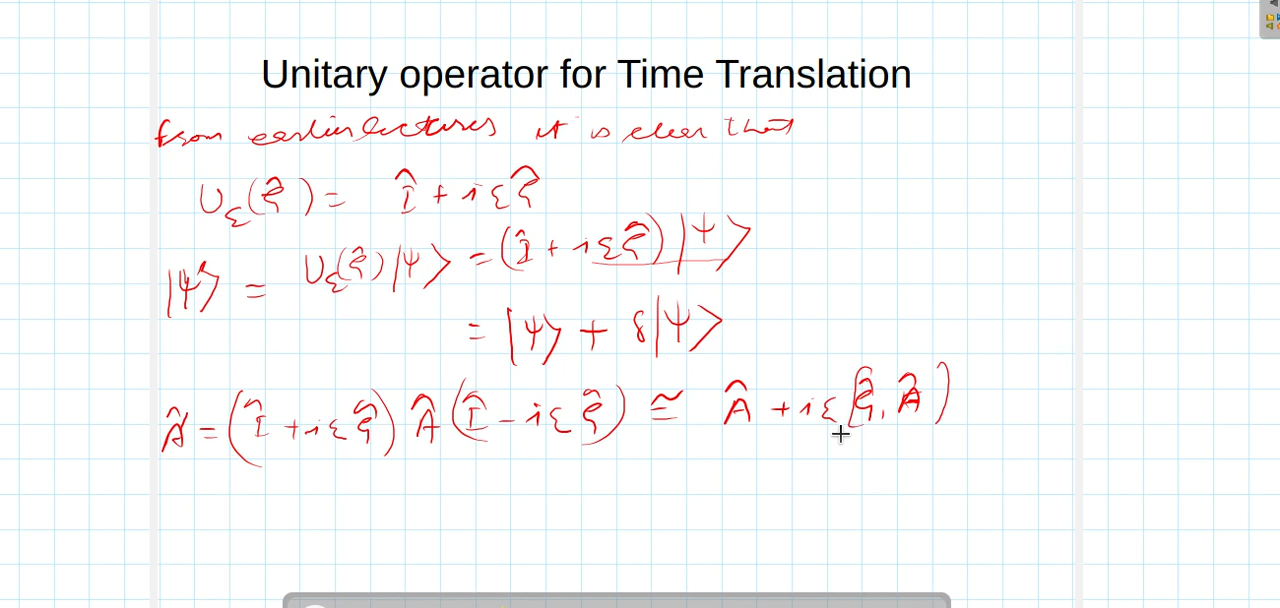 Unitary operator for Time Translation
from earlier lectures it is clear that
U_ε(Ĝ) = Î + iεĜ
|ψ'⟩ = U_ε(Ĝ)|ψ⟩ = (Î + iεĜ)|ψ⟩
= |ψ⟩ + δ|ψ⟩
Â' = (Î + iεĜ) Â (Î - iεĜ) ≅ Â + iε[Ĝ, Â]